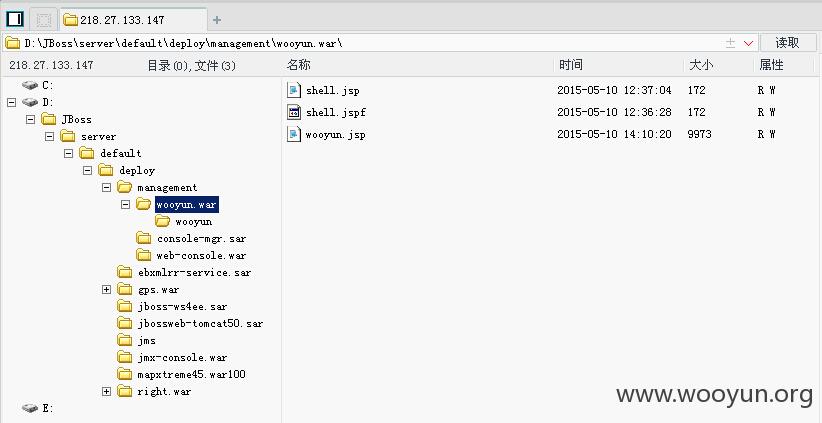 218.27.133.147 +
D:\JBoss\server\default\deploy\management\wooyun.war\ 读取
218.27.133.147 目录(0),文件(3)
名称 时间 大小 属性
shell.jsp 2015-05-10 12:37:04 172 R W
shell.jspf 2015-05-10 12:36:28 172 R W
wooyun.jsp 2015-05-10 14:10:20 9973 R W
C:
D:
JBoss
server
default
deploy
management
wooyun.war
wooyun
console-mgr.sar
web-console.war
ebxmlrr-service.sar
gps.war
jboss-ws4ee.sar
jbossweb-tomcat50.sar
jms
jmx-console.war
mapxtreme45.war100
right.war
E:
www.wooyun.org